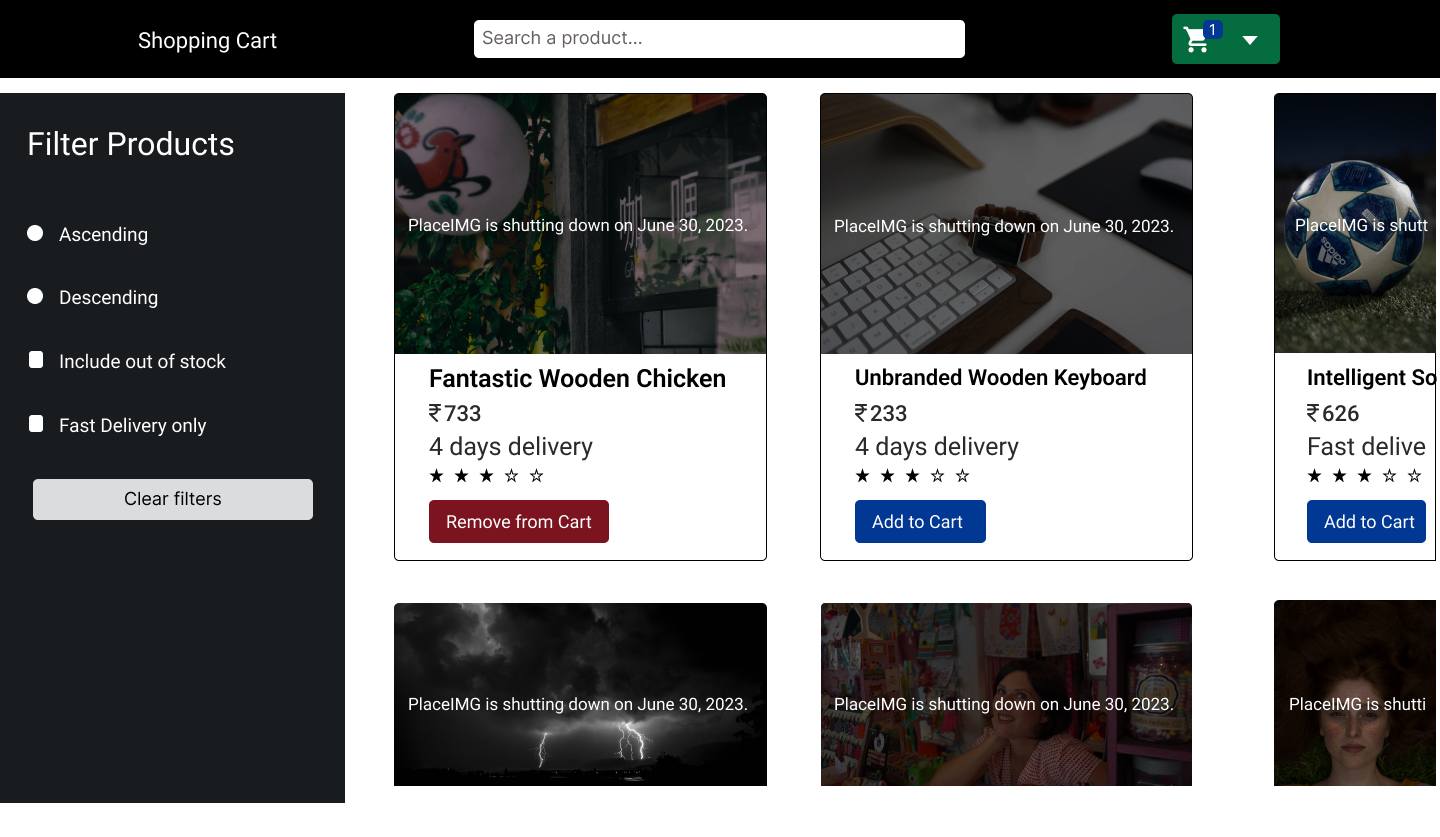 Shopping Cart
Search a product...
1
Filter Products
Ascending
Descending
Include out of stock
Fast Delivery only
Clear filters
PlaceIMG is shutting down on June 30, 2023.
Fantastic Wooden Chicken
₹733
4 days delivery
★ ★ ★ ☆ ☆
Remove from Cart
PlaceIMG is shutting down on June 30, 2023.
Unbranded Wooden Keyboard
₹233
4 days delivery
★ ★ ★ ☆ ☆
Add to Cart
PlaceIMG is shutt
adidas
Intelligent So
₹626
Fast delive
★ ★ ★ ☆ ☆
Add to Cart
PlaceIMG is shutting down on June 30, 2023.
PlaceIMG is shutting down on June 30, 2023.
PlaceIMG is shutti